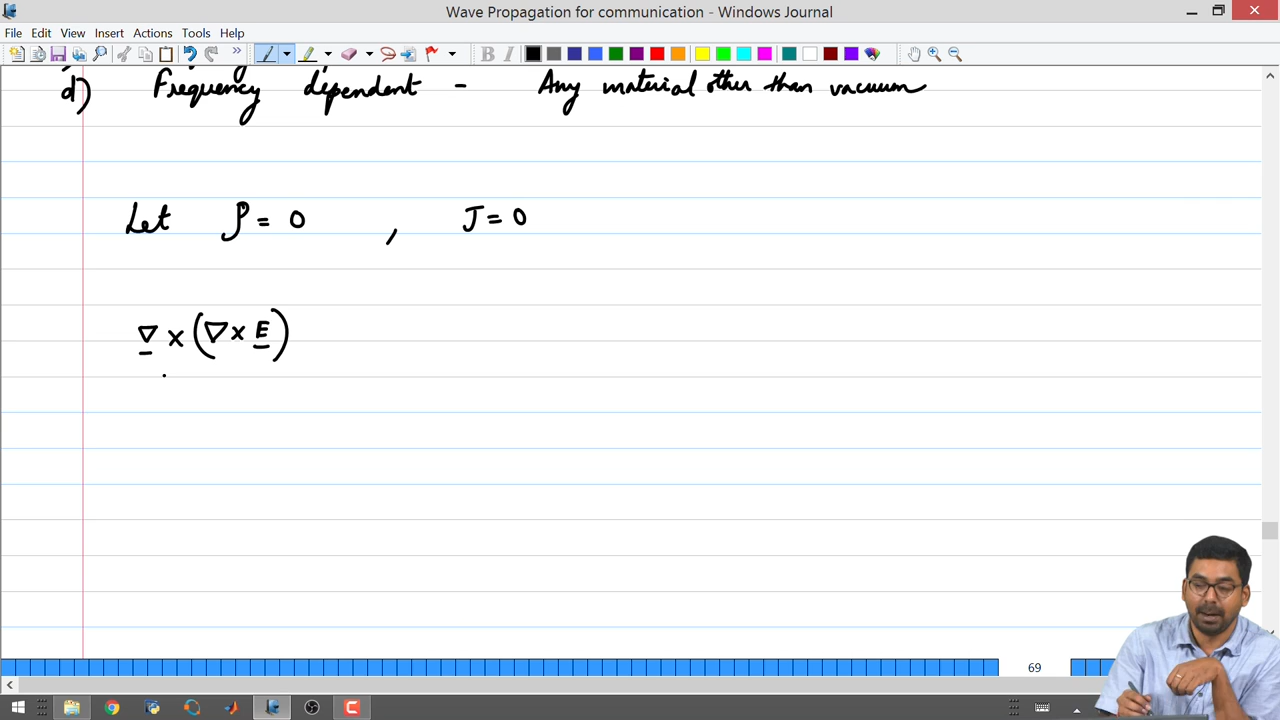 Wave Propagation for communication - Windows Journal
File Edit View Insert Actions Tools Help
d) Frequency dependent - Any material other than vacuum
Let ρ = 0 , J = 0
∇ × (∇ × E)
69